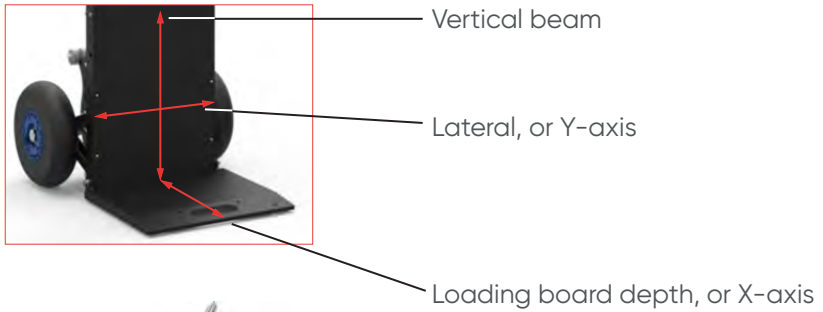 Vertical beam
Lateral, or Y-axis
Loading board depth, or X-axis